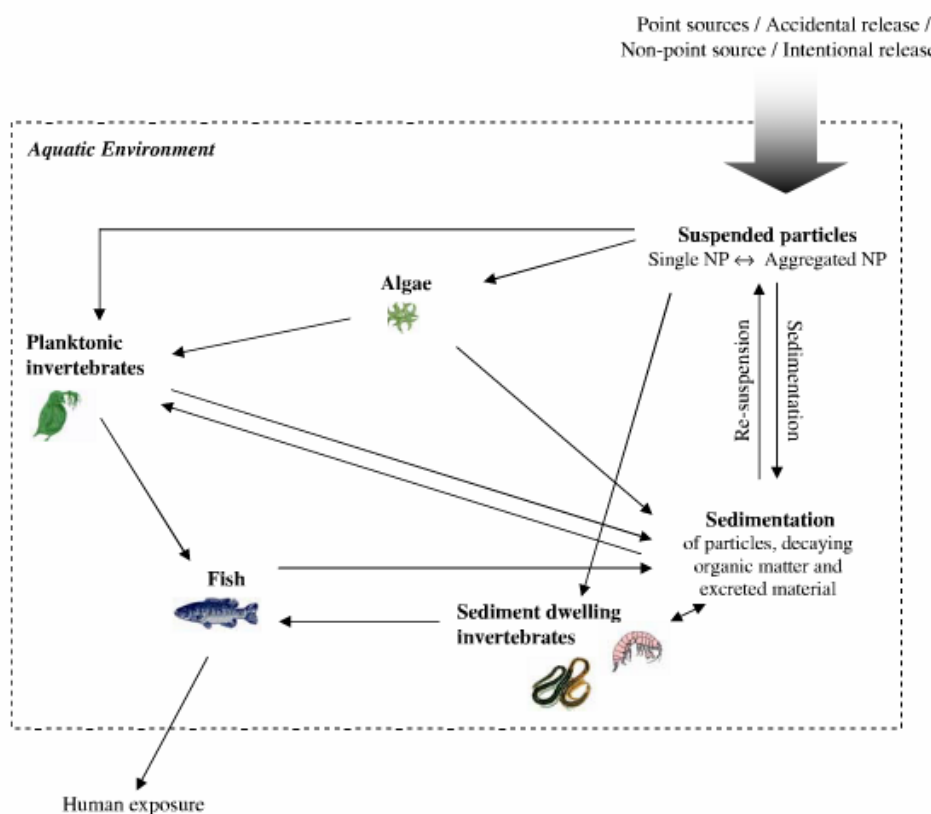 Point sources / Accidental release /
Non-point source / Intentional release
Aquatic Environment
Suspended particles
Single NP ↔ Aggregated NP
Algae
Planktonic
invertebrates
Re-suspension
Sedimentation
Sedimentation
of particles, decaying
organic matter and
excreted material
Fish
Sediment dwelling
invertebrates
Human exposure